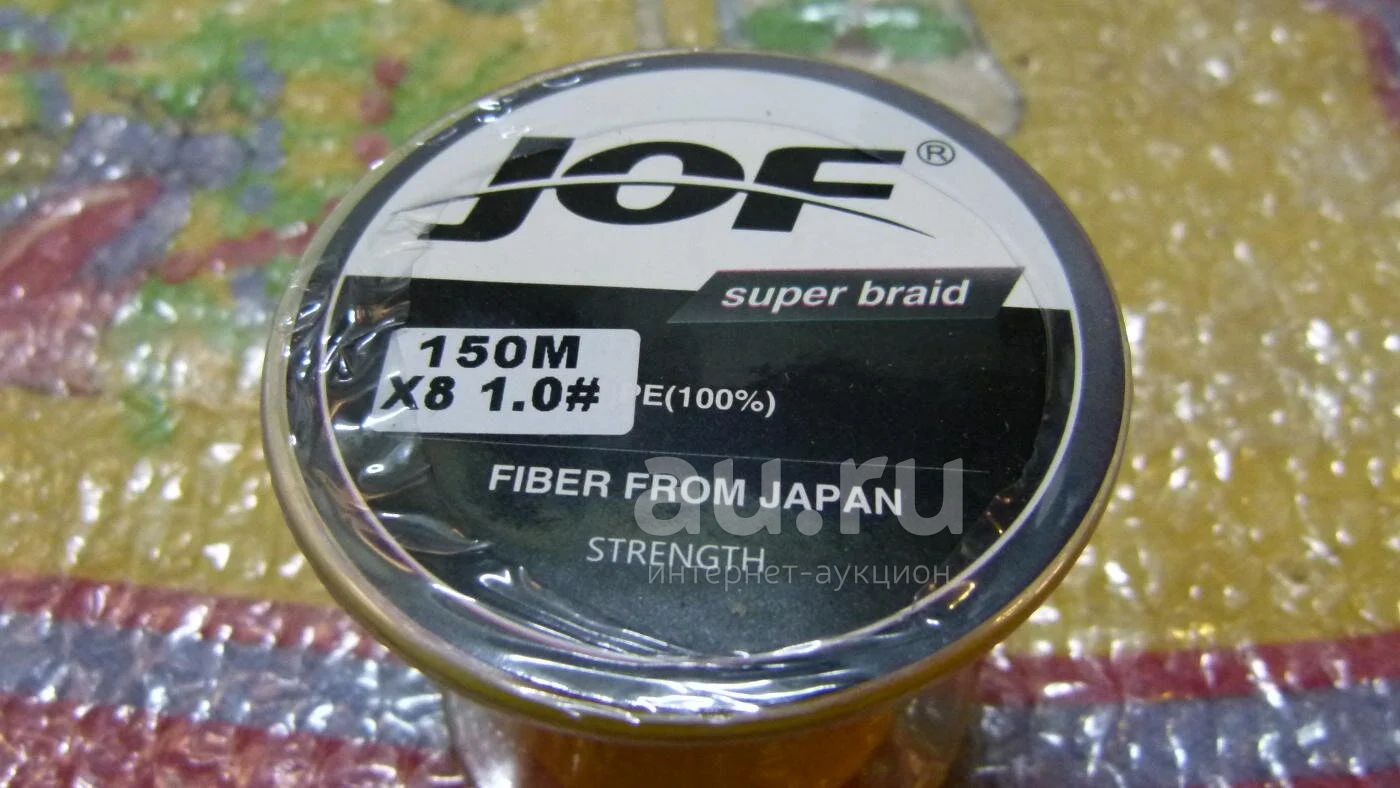 JOF®
super braid
150M
X8 1.0#
PE(100%)
FIBER FROM JAPAN
STRENGTH
au.ru
интернет-аукцион